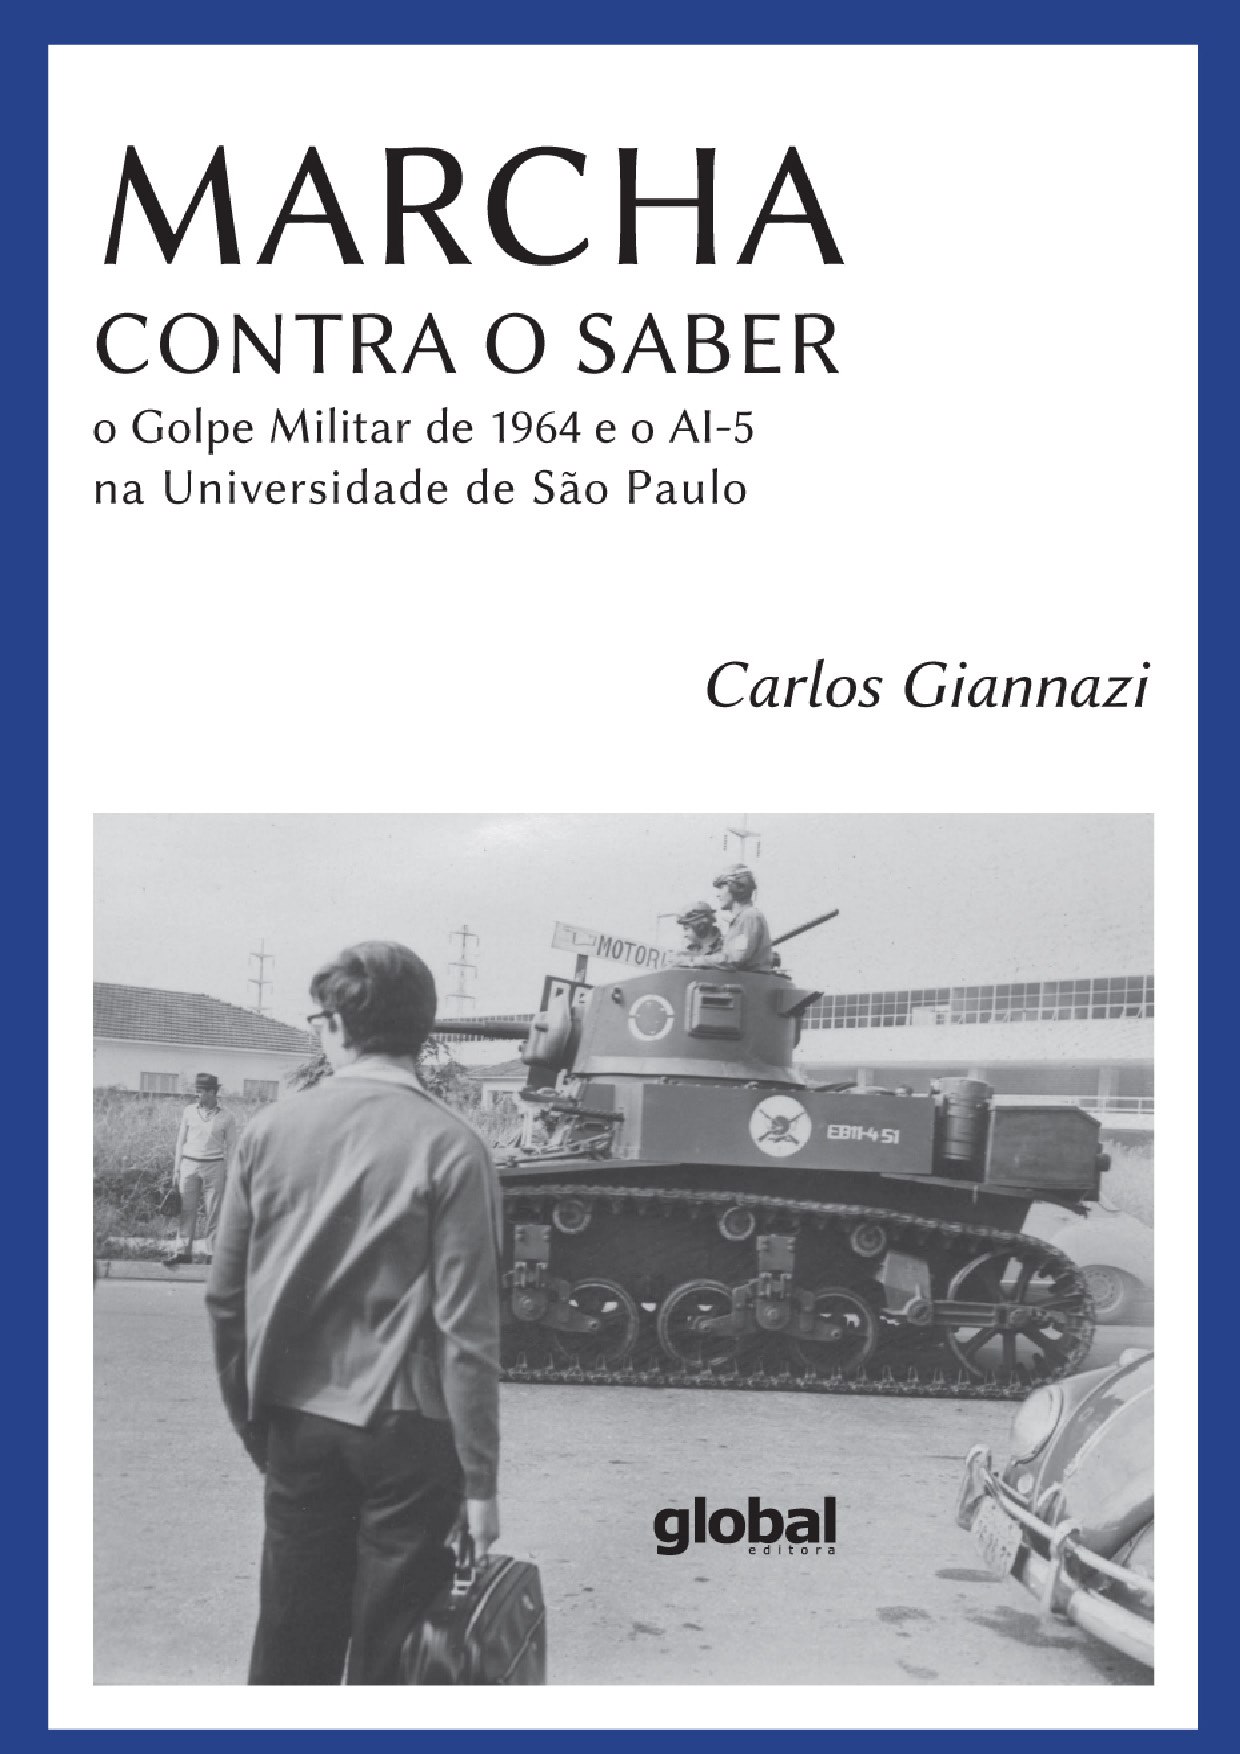 MARCHA
CONTRA O SABER
o Golpe Militar de 1964 e o AI-5
na Universidade de São Paulo
Carlos Giannazi
MOTORI
EB11-4 51
global
editora